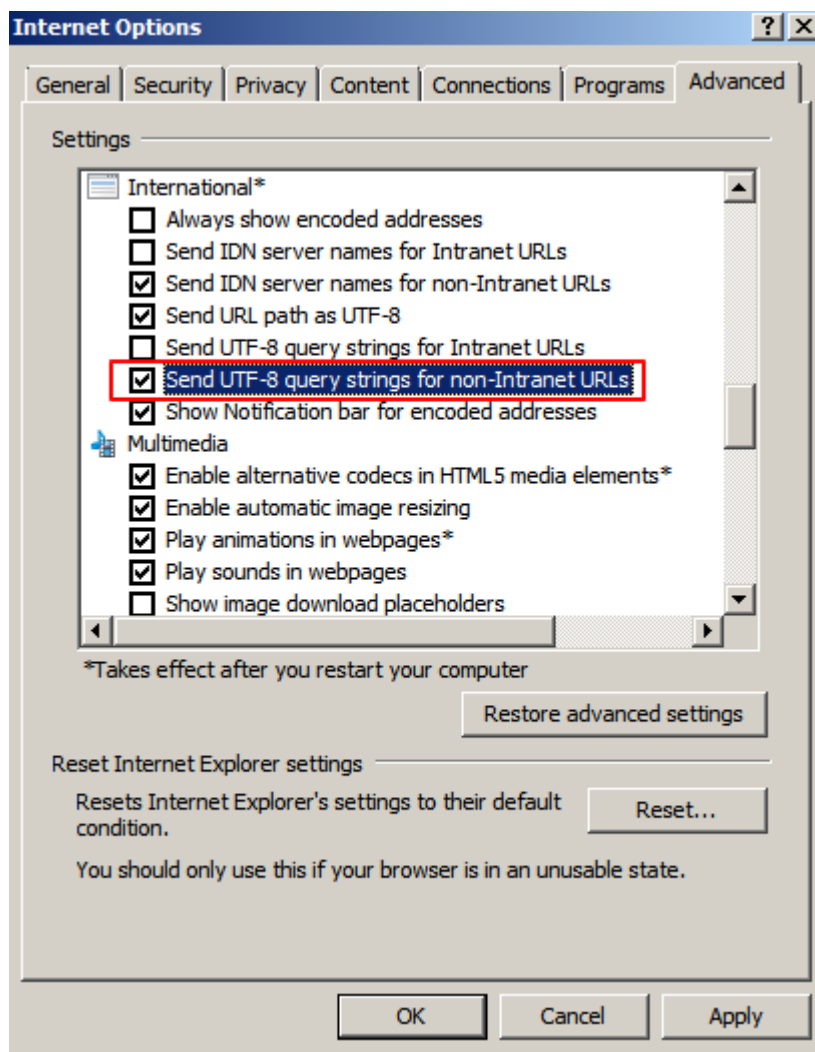 Internet Options
General Security Privacy Content Connections Programs Advanced
Settings
International*
Always show encoded addresses
Send IDN server names for Intranet URLs
Send IDN server names for non-Intranet URLs
Send URL path as UTF-8
Send UTF-8 query strings for Intranet URLs
Send UTF-8 query strings for non-Intranet URLs
Show Notification bar for encoded addresses
Multimedia
Enable alternative codecs in HTML5 media elements*
Enable automatic image resizing
Play animations in webpages*
Play sounds in webpages
Show image download placeholders
*Takes effect after you restart your computer
Restore advanced settings
Reset Internet Explorer settings
Resets Internet Explorer's settings to their default
condition.
Reset...
You should only use this if your browser is in an unusable state.
OK Cancel Apply